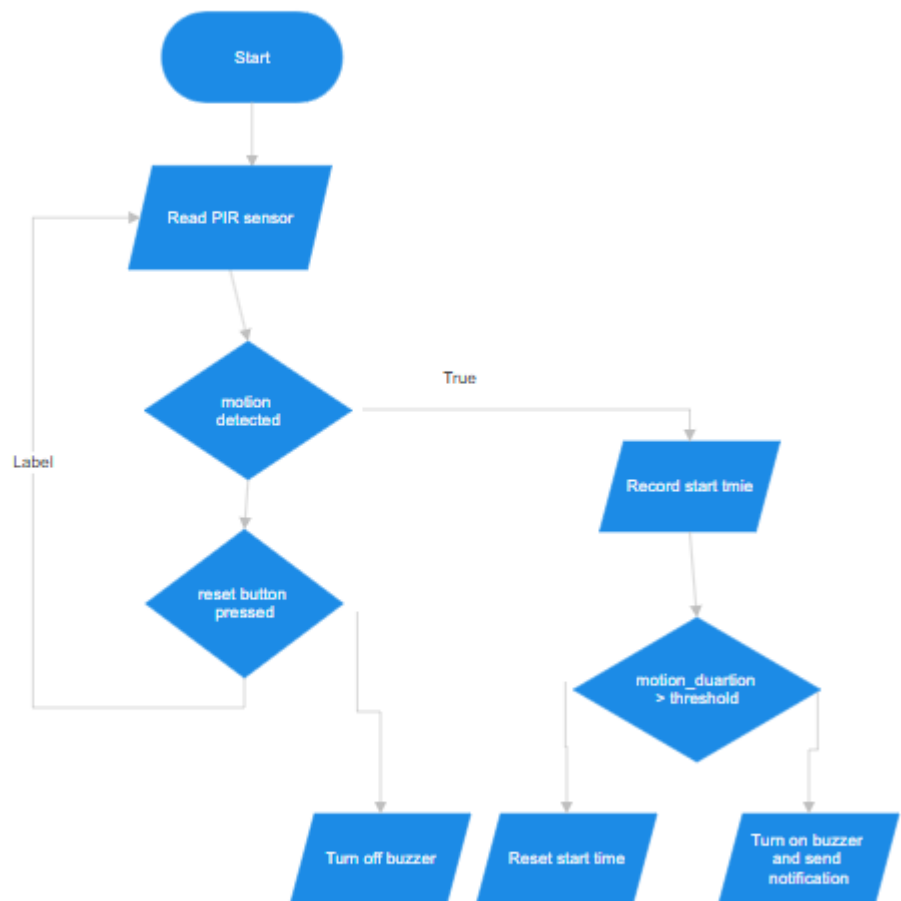 Start
Read PIR sensor
motion
detected
True
Record start tmie
Label
reset button
pressed
motion_duartion
> threshold
Turn off buzzer
Reset start time
Turn on buzzer
and send
notification